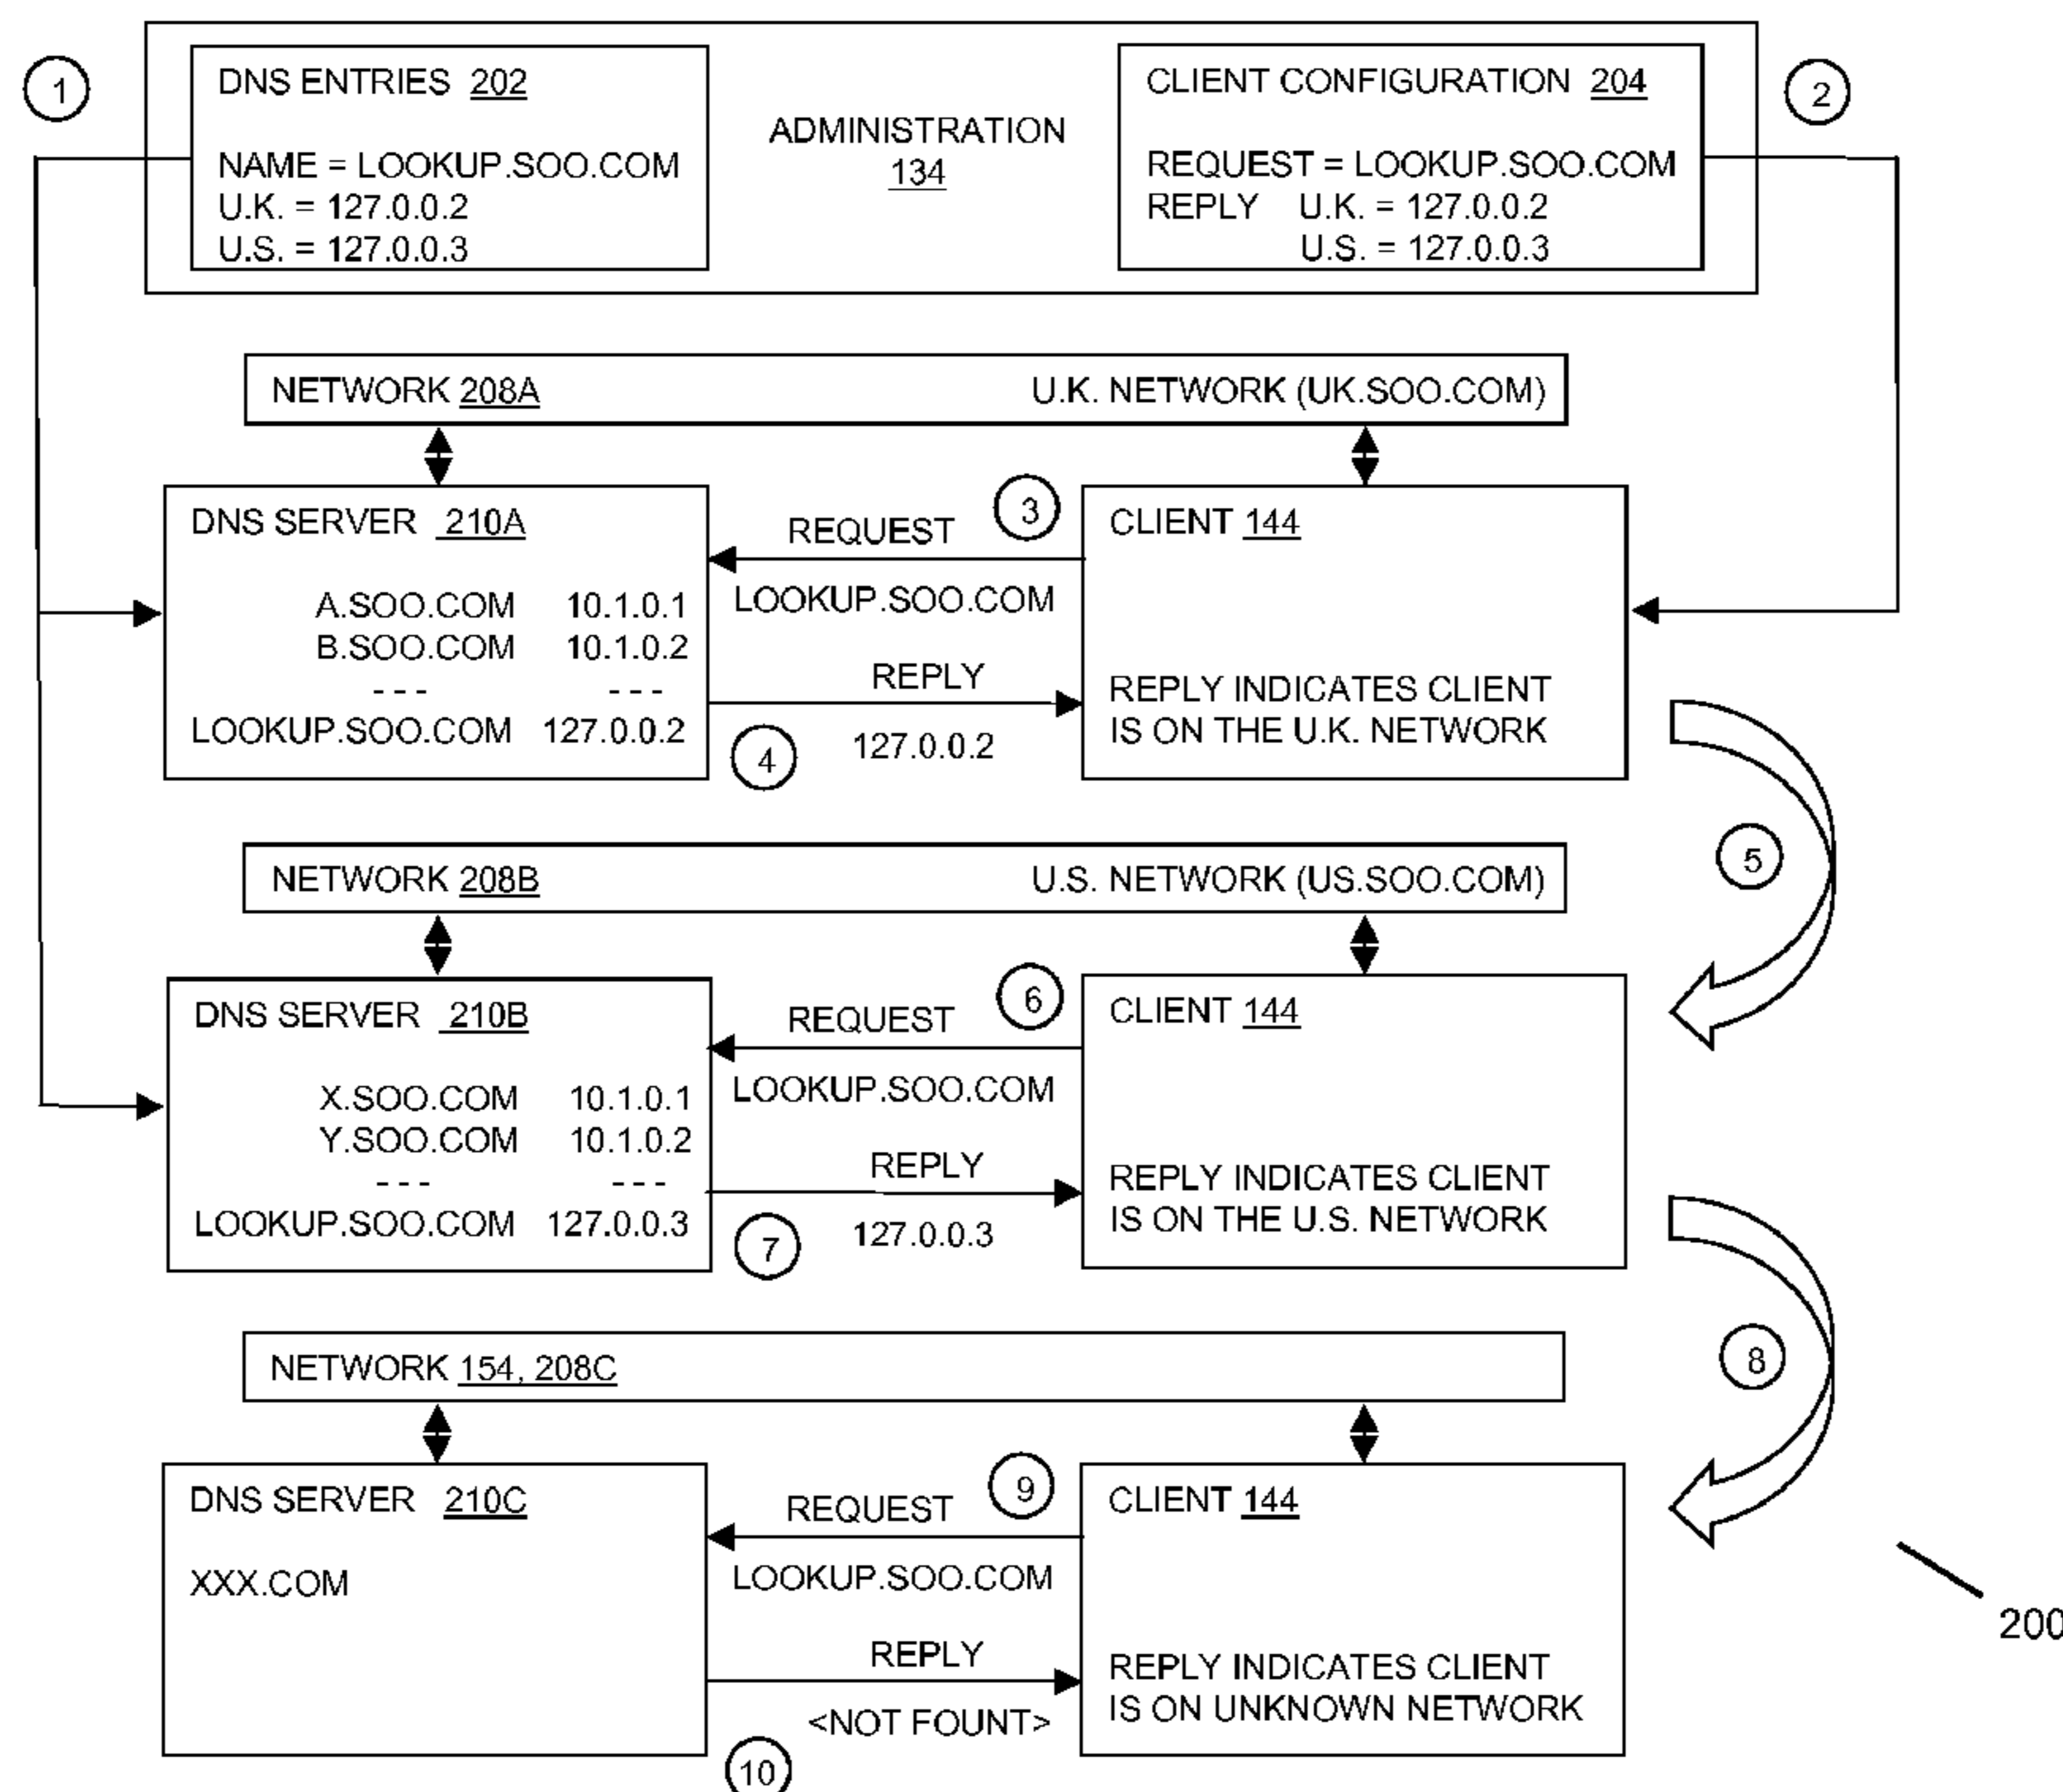 1
DNS ENTRIES 202
NAME = LOOKUP.SOO.COM
U.K. = 127.0.0.2
U.S. = 127.0.0.3
ADMINISTRATION
134
CLIENT CONFIGURATION 204
REQUEST = LOOKUP.SOO.COM
REPLY U.K. = 127.0.0.2
U.S. = 127.0.0.3
2
NETWORK 208A
U.K. NETWORK (UK.SOO.COM)
DNS SERVER 210A
A.SOO.COM 10.1.0.1
B.SOO.COM 10.1.0.2
--- ---
LOOKUP.SOO.COM 127.0.0.2
3
REQUEST
LOOKUP.SOO.COM
REPLY
4
127.0.0.2
CLIENT 144
REPLY INDICATES CLIENT
IS ON THE U.K. NETWORK
5
NETWORK 208B
U.S. NETWORK (US.SOO.COM)
DNS SERVER 210B
X.SOO.COM 10.1.0.1
Y.SOO.COM 10.1.0.2
--- ---
LOOKUP.SOO.COM 127.0.0.3
6
REQUEST
LOOKUP.SOO.COM
REPLY
7
127.0.0.3
CLIENT 144
REPLY INDICATES CLIENT
IS ON THE U.S. NETWORK
8
NETWORK 154, 208C
DNS SERVER 210C
XXX.COM
9
REQUEST
LOOKUP.SOO.COM
REPLY
<NOT FOUNT>
10
CLIENT 144
REPLY INDICATES CLIENT
IS ON UNKNOWN NETWORK
200